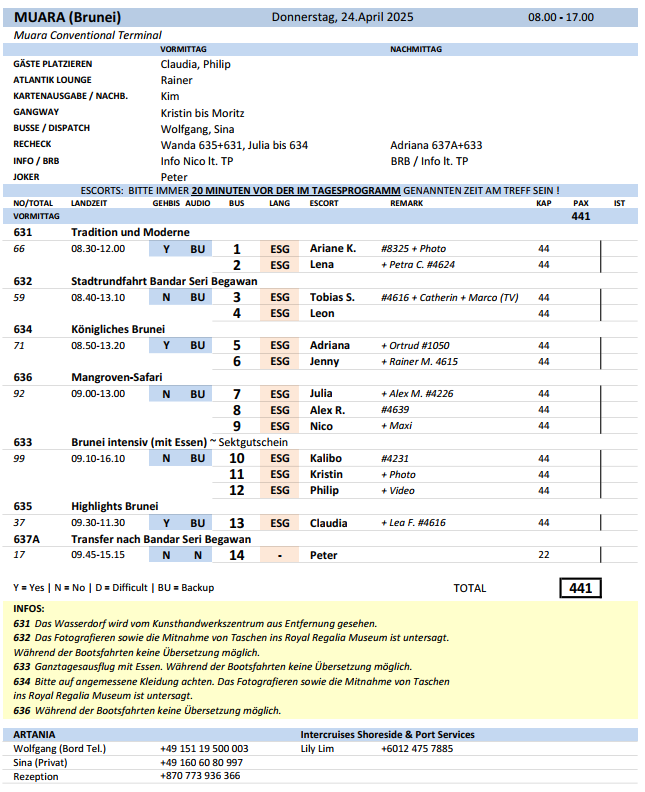 MUARA (Brunei) Donnerstag, 24.April 2025 08.00 - 17.00
Muara Conventional Terminal
VORMITTAG NACHMITTAG
GÄSTE PLATZIEREN Claudia, Philip
ATLANTIK LOUNGE Rainer
KARTENAUSGABE / NACHB. Kim
GANGWAY Kristin bis Moritz
BUSSE / DISPATCH Wolfgang, Sina
RECHECK Wanda 635+631, Julia bis 634 Adriana 637A+633
INFO / BRB Info Nico lt. TP BRB / Info lt. TP
JOKER Peter
ESCORTS: BITTE IMMER 20 MINUTEN VOR DER IM TAGESPROGRAMM GENANNTEN ZEIT AM TREFF SEIN !
NO/TOTAL LANDZEIT GEHBIS AUDIO BUS LANG ESCORT REMARK KAP PAX IST
VORMITTAG 441
631 Tradition und Moderne
66 08.30-12.00 Y BU 1 ESG Ariane K. #8325 + Photo 44
2 ESG Lena + Petra C. #4624 44
632 Stadtrundfahrt Bandar Seri Begawan
59 08.40-13.10 N BU 3 ESG Tobias S. #4616 + Catherin + Marco (TV) 44
4 ESG Leon 44
634 Königliches Brunei
71 08.50-13.20 Y BU 5 ESG Adriana + Ortrud #1050 44
6 ESG Jenny + Rainer M. 4615 44
636 Mangroven-Safari
92 09.00-13.00 N BU 7 ESG Julia + Alex M. #4226 44
8 ESG Alex R. #4639 44
9 ESG Nico + Maxi 44
633 Brunei intensiv (mit Essen) ~ Sektgutschein
99 09.10-16.10 N BU 10 ESG Kalibo #4231 44
11 ESG Kristin + Photo 44
12 ESG Philip + Video 44
635 Highlights Brunei
37 09.30-11.30 Y BU 13 ESG Claudia + Lea F. #4616 44
637A Transfer nach Bandar Seri Begawan
17 09.45-15.15 N N 14 - Peter 22
Y = Yes | N = No | D = Difficult | BU = Backup TOTAL 441
INFOS:
631 Das Wasserdorf wird vom Kunsthandwerkszentrum aus Entfernung gesehen.
632 Das Fotografieren sowie die Mitnahme von Taschen ins Royal Regalia Museum ist untersagt.
Während der Bootsfahrten keine Übersetzung möglich.
633 Ganztagesausflug mit Essen. Während der Bootsfahrten keine Übersetzung möglich.
634 Bitte auf angemessene Kleidung achten. Das Fotografieren sowie die Mitnahme von Taschen
ins Royal Regalia Museum ist untersagt.
636 Während der Bootsfahrten keine Übersetzung möglich.
ARTANIA Intercruises Shoreside & Port Services
Wolfgang (Bord Tel.) +49 151 19 500 003 Lily Lim +6012 475 7885
Sina (Privat) +49 160 60 80 997
Rezeption +870 773 936 366